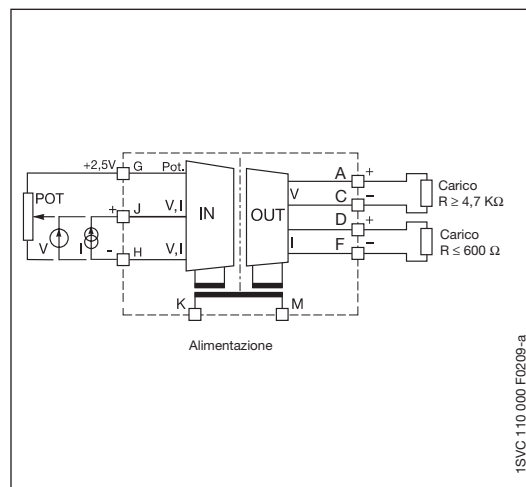 +2,5V G Pot. A +
POT V C − Carico
R ≥ 4,7 KΩ
+ J V, I IN OUT D + Carico
V I − H V, I I F − R ≤ 600 Ω
K M
Alimentazione
1SVC 110 000 F0209-a